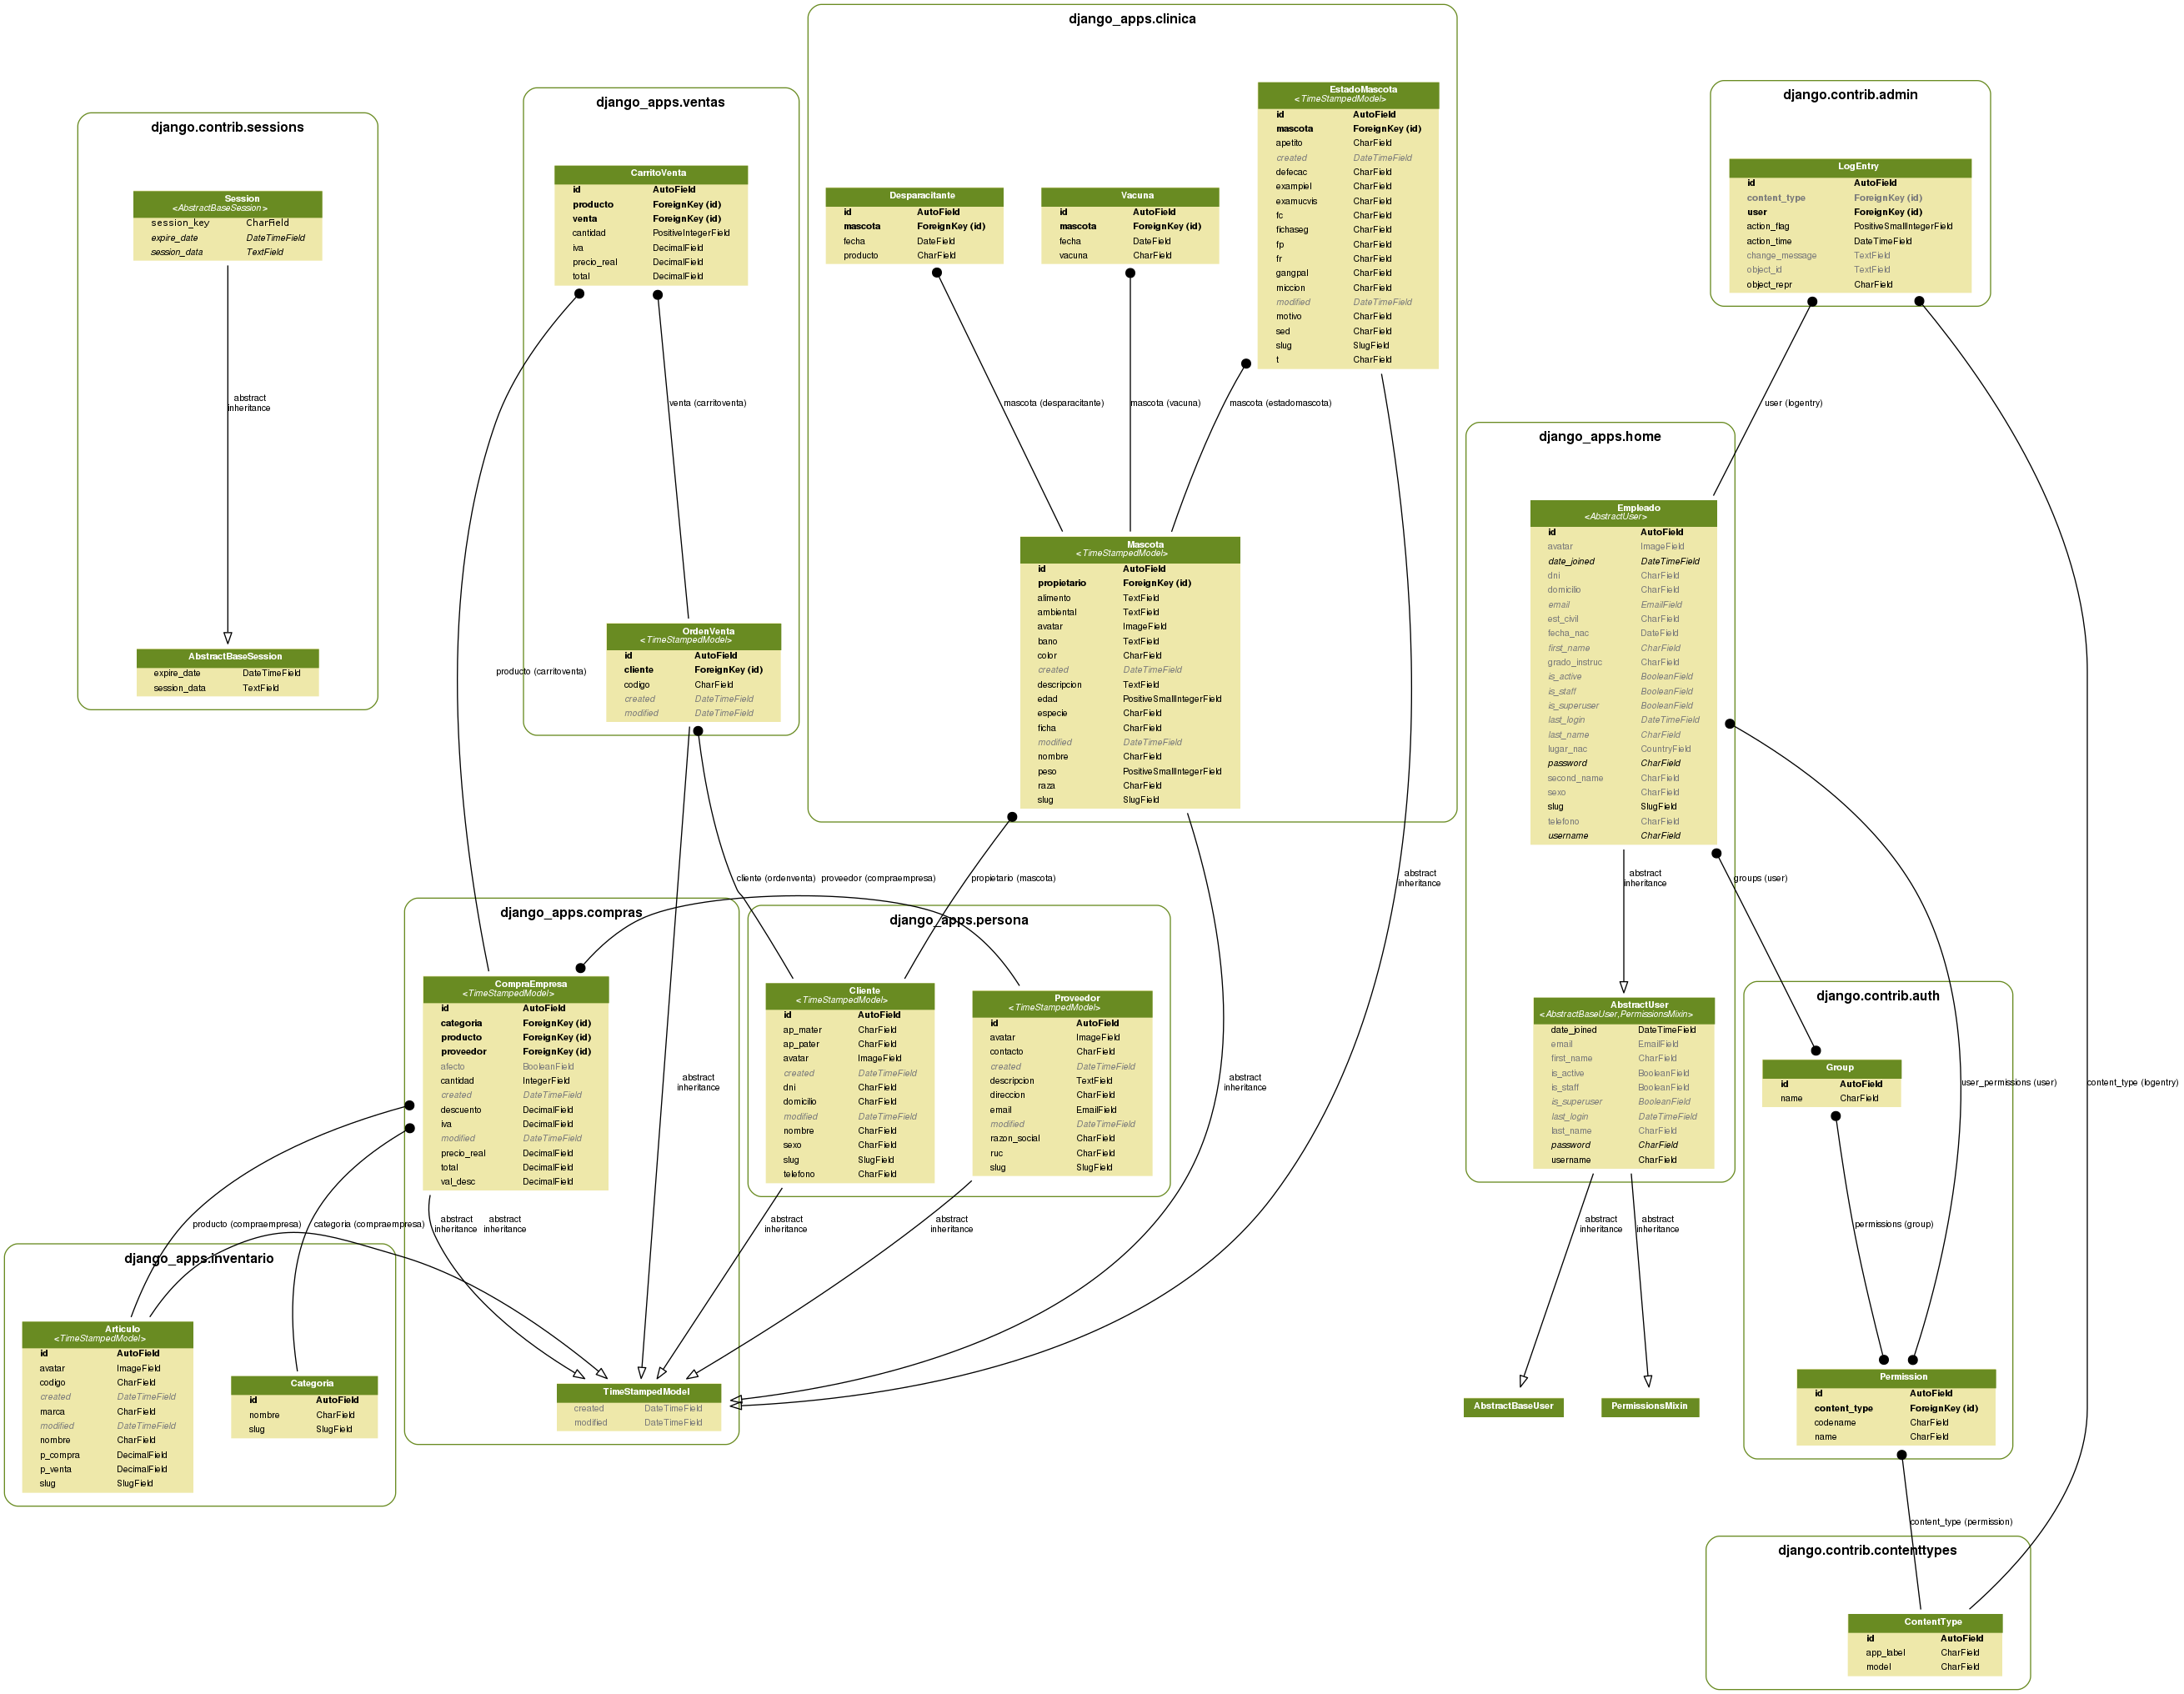 django_apps.clinica
EstadoMascota
<TimeStampedModel>
id AutoField
mascota ForeignKey (id)
apetito CharField
created DateTimeField
defecac CharField
exampiel CharField
examucvis CharField
fc CharField
fichaseg CharField
fp CharField
fr CharField
gangpal CharField
miccion CharField
modified DateTimeField
motivo CharField
sed CharField
slug SlugField
t CharField
Desparacitante
id AutoField
mascota ForeignKey (id)
fecha DateField
producto CharField
Vacuna
id AutoField
mascota ForeignKey (id)
fecha DateField
vacuna CharField
mascota (desparacitante)
mascota (vacuna)
mascota (estadomascota)
Mascota
<TimeStampedModel>
id AutoField
propietario ForeignKey (id)
alimento TextField
ambiental TextField
avatar ImageField
bano TextField
color CharField
created DateTimeField
descripcion TextField
edad PositiveSmallIntegerField
especie CharField
ficha CharField
modified DateTimeField
nombre CharField
peso PositiveSmallIntegerField
raza CharField
slug SlugField
django.contrib.sessions
Session
<AbstractBaseSession>
session_key CharField
expire_date DateTimeField
session_data TextField
abstract
inheritance
AbstractBaseSession
expire_date DateTimeField
session_data TextField
django_apps.ventas
CarritoVenta
id AutoField
producto ForeignKey (id)
venta ForeignKey (id)
cantidad PositiveIntegerField
iva DecimalField
precio_real DecimalField
total DecimalField
venta (carritoventa)
producto (carritoventa)
OrdenVenta
<TimeStampedModel>
id AutoField
cliente ForeignKey (id)
codigo CharField
created DateTimeField
modified DateTimeField
django.contrib.admin
LogEntry
id AutoField
content_type ForeignKey (id)
user ForeignKey (id)
action_flag PositiveSmallIntegerField
action_time DateTimeField
change_message TextField
object_id TextField
object_repr CharField
user (logentry)
django_apps.home
Empleado
<AbstractUser>
id AutoField
avatar ImageField
date_joined DateTimeField
dni CharField
domicilio CharField
email EmailField
est_civil CharField
fecha_nac DateField
first_name CharField
grado_instruc CharField
is_active BooleanField
is_staff BooleanField
is_superuser BooleanField
last_login DateTimeField
last_name CharField
lugar_nac CountryField
password CharField
second_name CharField
sexo CharField
slug SlugField
telefono CharField
username CharField
abstract
inheritance
groups (user)
AbstractUser
<AbstractBaseUser,PermissionsMixin>
date_joined DateTimeField
email EmailField
first_name CharField
is_active BooleanField
is_staff BooleanField
is_superuser BooleanField
last_login DateTimeField
last_name CharField
password CharField
username CharField
cliente (ordenventa) proveedor (compraempresa) propietario (mascota)
abstract
inheritance
django_apps.compras
CompraEmpresa
<TimeStampedModel>
id AutoField
categoria ForeignKey (id)
producto ForeignKey (id)
proveedor ForeignKey (id)
afecto BooleanField
cantidad IntegerField
created DateTimeField
descuento DecimalField
iva DecimalField
modified DateTimeField
precio_real DecimalField
total DecimalField
val_desc DecimalField
abstract
inheritance
django_apps.persona
Cliente
<TimeStampedModel>
id AutoField
ap_mater CharField
ap_pater CharField
avatar ImageField
created DateTimeField
dni CharField
domicilio CharField
modified DateTimeField
nombre CharField
sexo CharField
slug SlugField
telefono CharField
Proveedor
<TimeStampedModel>
id AutoField
avatar ImageField
contacto CharField
created DateTimeField
descripcion TextField
direccion CharField
email EmailField
modified DateTimeField
razon_social CharField
ruc CharField
slug SlugField
abstract
inheritance
django.contrib.auth
Group
id AutoField
name CharField
user_permissions (user)
content_type (logentry)
permissions (group)
producto (compraempresa)
categoria (compraempresa)
abstract
inheritance
abstract
inheritance
abstract
inheritance
abstract
inheritance
abstract
inheritance
abstract
inheritance
django_apps.inventario
Articulo
<TimeStampedModel>
id AutoField
avatar ImageField
codigo CharField
created DateTimeField
marca CharField
modified DateTimeField
nombre CharField
p_compra DecimalField
p_venta DecimalField
slug SlugField
Categoria
id AutoField
nombre CharField
slug SlugField
TimeStampedModel
created DateTimeField
modified DateTimeField
AbstractBaseUser
PermissionsMixin
Permission
id AutoField
content_type ForeignKey (id)
codename CharField
name CharField
content_type (permission)
django.contrib.contenttypes
ContentType
id AutoField
app_label CharField
model CharField